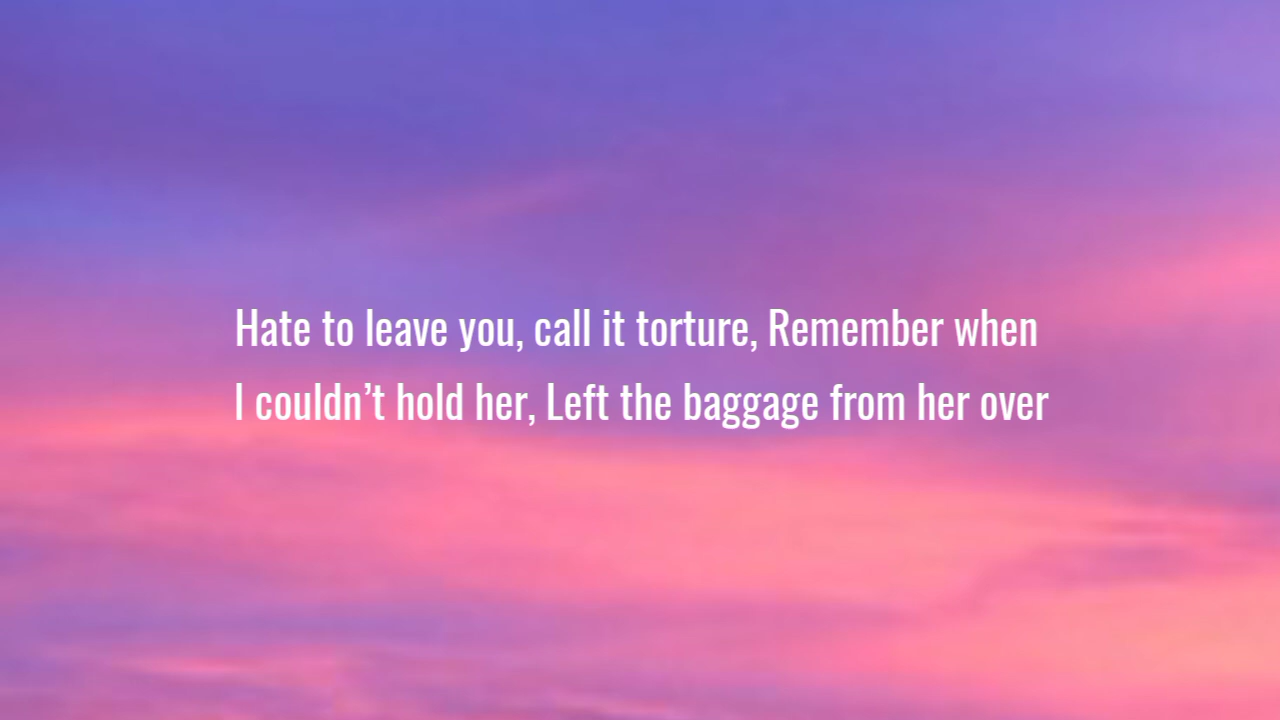 Hate to leave you, call it torture, Remember when
I couldn’t hold her, Left the baggage from her over